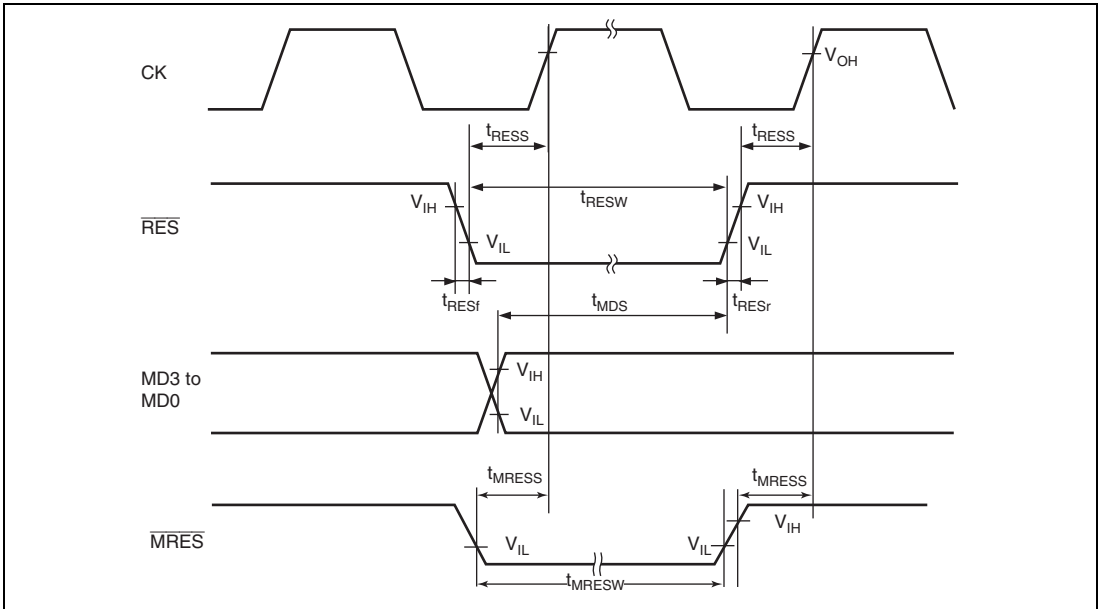 CK
V_OH
t_RESS t_RESS
t_RESW
V_IH V_IH
RES
V_IL V_IL
t_RESf t_MDS t_RESr
V_IH
MD3 to
MD0
V_IL
t_MRESS t_MRESS
V_IH
MRES
V_IL V_IL
t_MRESW